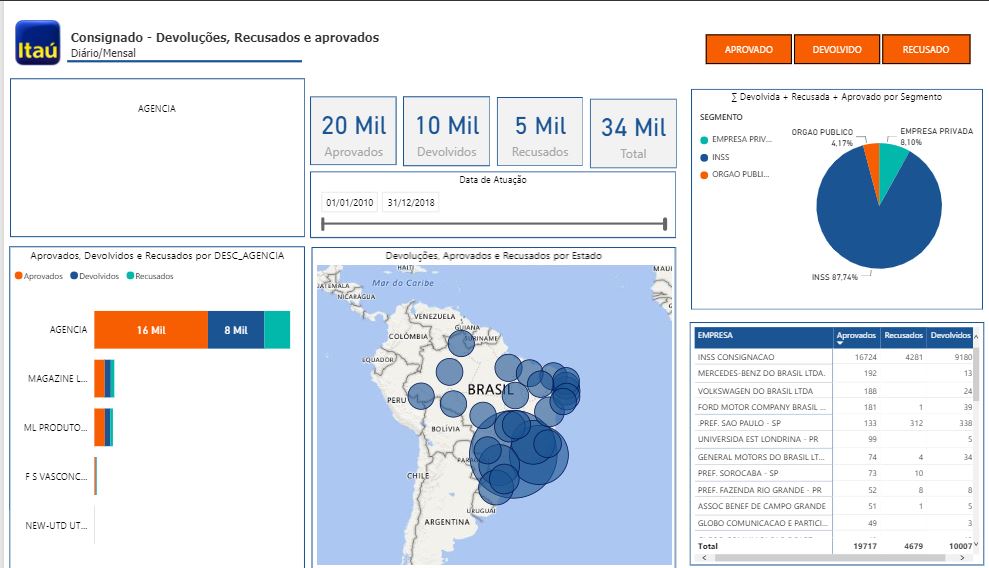 Itaú
Consignado - Devoluções, Recusados e aprovados
Diário/Mensal
APROVADO
DEVOLVIDO
RECUSADO
AGENCIA
20 Mil
Aprovados
10 Mil
Devolvidos
5 Mil
Recusados
34 Mil
Total
Data de Atuação
01/01/2010
31/12/2018
∑ Devolvida + Recusada + Aprovado por Segmento
SEGMENTO
EMPRESA PRIV...
INSS
ORGAO PUBLI...
ORGAO PUBLICO
4,17%
EMPRESA PRIVADA
8,10%
INSS 87,74%
Aprovados, Devolvidos e Recusados por DESC_AGENCIA
Aprovados Devolvidos Recusados
AGENCIA
16 Mil
8 Mil
MAGAZINE L...
ML PRODUTO...
F S VASCONC...
NEW-UTD UT...
Devoluções, Aprovados e Recusados por Estado
HAITI
MAU
GUATEMALA
Mar do Caribe
NICARÁGUA
VENEZUELA
GUIANA
SURINAME
COLÔMBIA
EQUADOR
BRASIL
PERU
BOLÍVIA
CHILE
URUGUAI
ARGENTINA
EMPRESA Aprovados Recusados Devolvidos
INSS CONSIGNACAO 16724 4281 9180
MERCEDES-BENZ DO BRASIL LTDA. 192 13
VOLKSWAGEN DO BRASIL LTDA 188 24
FORD MOTOR COMPANY BRASIL ... 181 1 39
.PREF. SAO PAULO - SP 133 312 338
UNIVERSIDA EST LONDRINA - PR 99 5
GENERAL MOTORS DO BRASIL LT... 74 4 34
PREF. SOROCABA - SP 73 10
PREF. FAZENDA RIO GRANDE - PR 52 8 8
ASSOC BENEF DE CAMPO GRANDE 51 1 5
GLOBO COMUNICACAO E PARTICI... 49 3
Total 19717 4679 10007